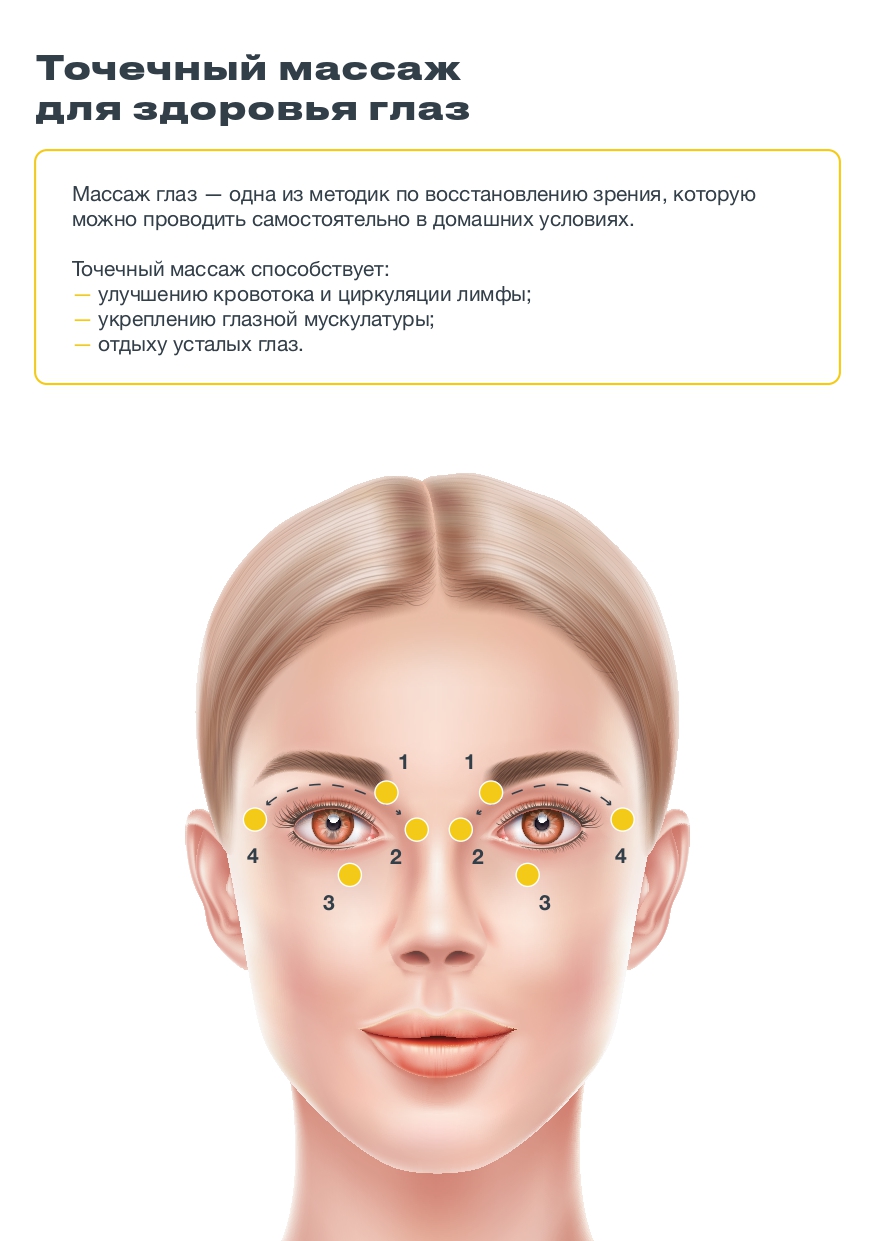 Точечный массаж
для здоровья глаз
Массаж глаз — одна из методик по восстановлению зрения, которую
можно проводить самостоятельно в домашних условиях.
Точечный массаж способствует:
— улучшению кровотока и циркуляции лимфы;
— укреплению глазной мускулатуры;
— отдыху усталых глаз.
1 1
4 2 2 4
3 3